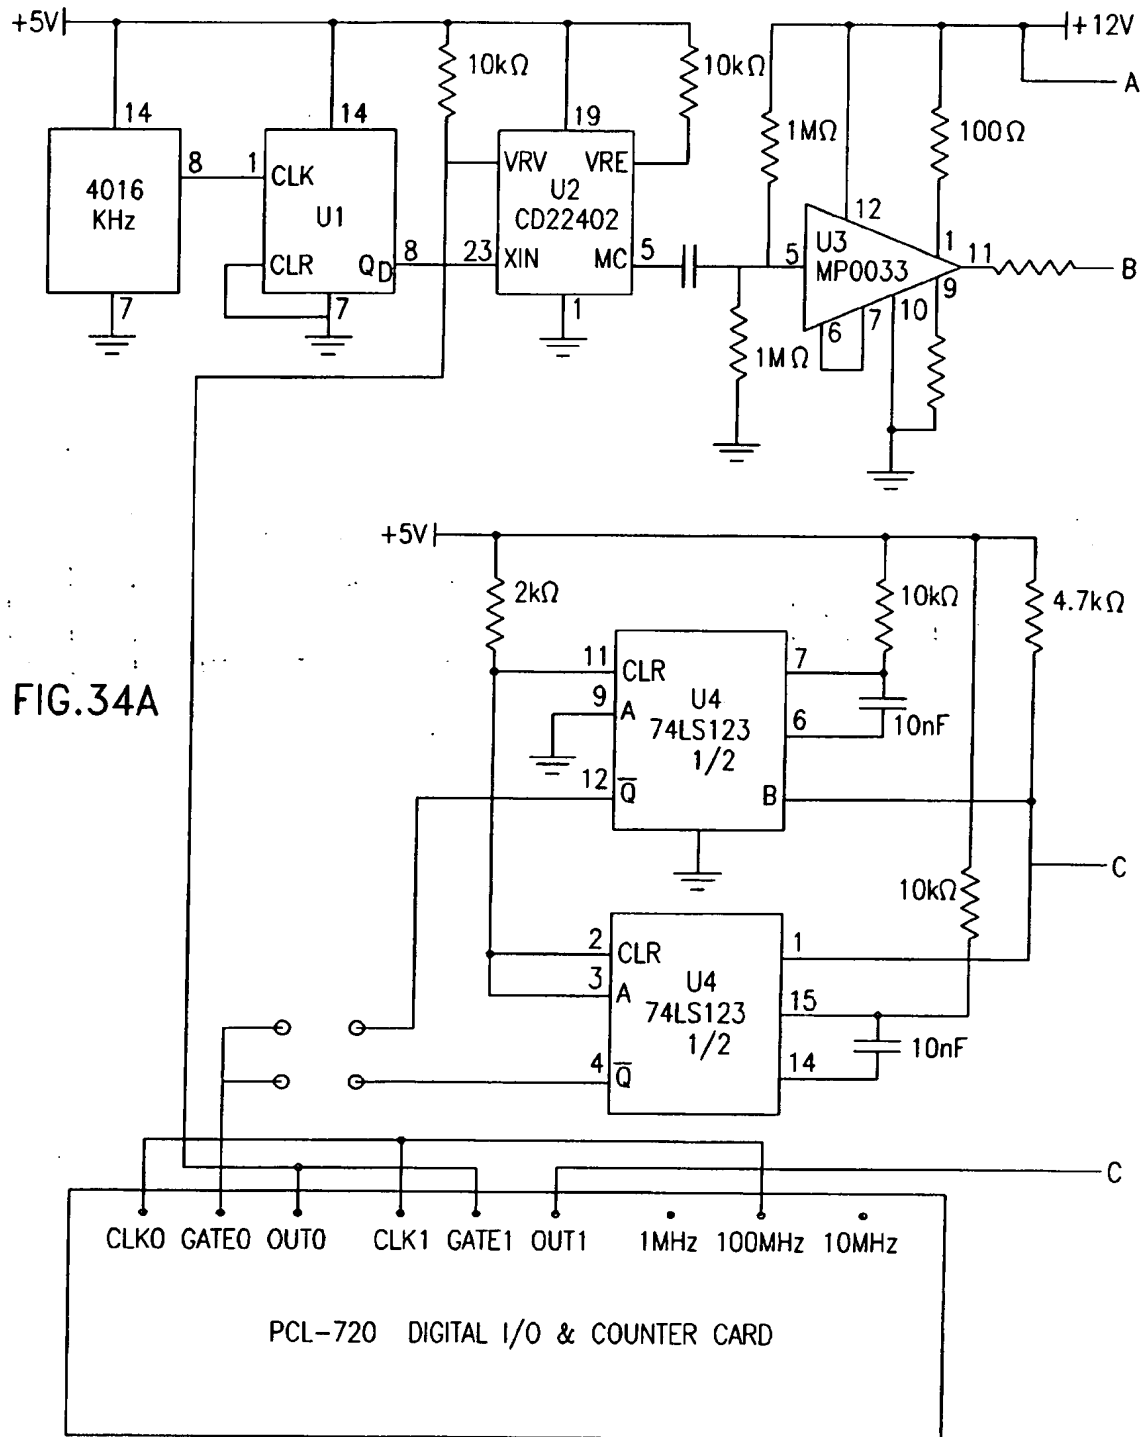 +5V
+12V
10kΩ
10kΩ
A
14
14
19
1MΩ
100Ω
8
1
CLK
VRV
VRE
4016
KHz
U1
U2
CD22402
12
1
CLR
Q_D
8
23
XIN
MC
5
5
U3
MP0033
11
B
7
7
1
6
7
10
9
1MΩ
+5V
2kΩ
10kΩ
4.7kΩ
11
CLR
7
9
A
U4
74LS123
1/2
6
10nF
FIG.34A
12
Q̅
B
C
10kΩ
2
CLR
1
3
A
U4
74LS123
1/2
15
10nF
4
Q̅
14
C
CLK0 GATE0 OUT0 CLK1 GATE1 OUT1 1MHz 100MHz 10MHz
PCL-720 DIGITAL I/O & COUNTER CARD